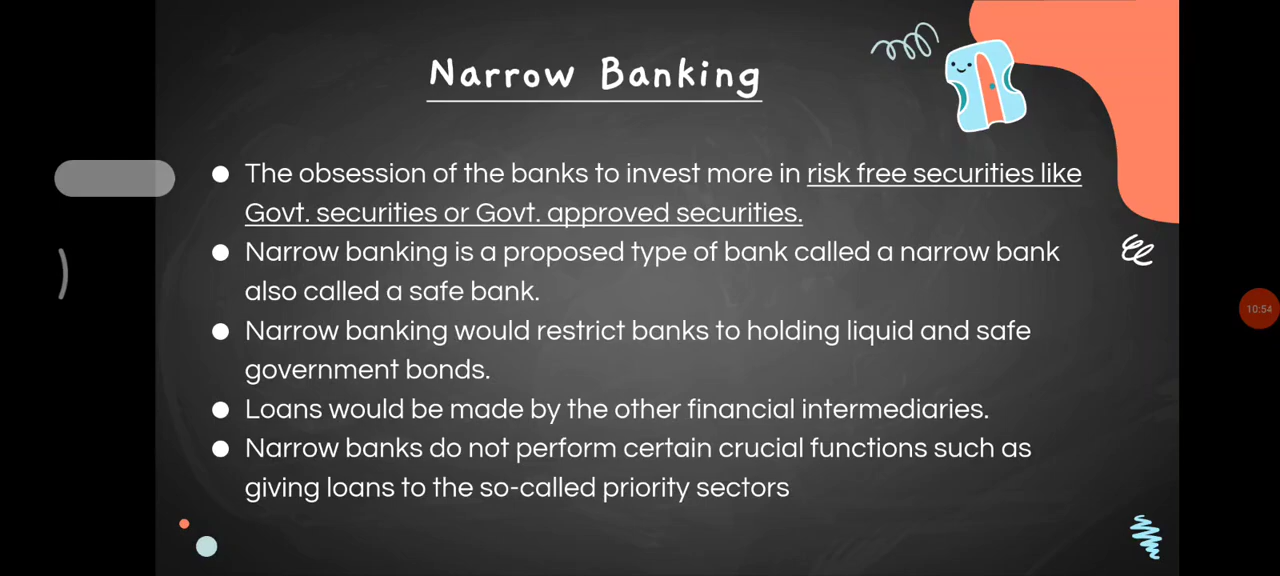 Narrow Banking
● The obsession of the banks to invest more in risk free securities like
Govt. securities or Govt. approved securities.
● Narrow banking is a proposed type of bank called a narrow bank
also called a safe bank.
● Narrow banking would restrict banks to holding liquid and safe
government bonds.
● Loans would be made by the other financial intermediaries.
● Narrow banks do not perform certain crucial functions such as
giving loans to the so-called priority sectors
10:54